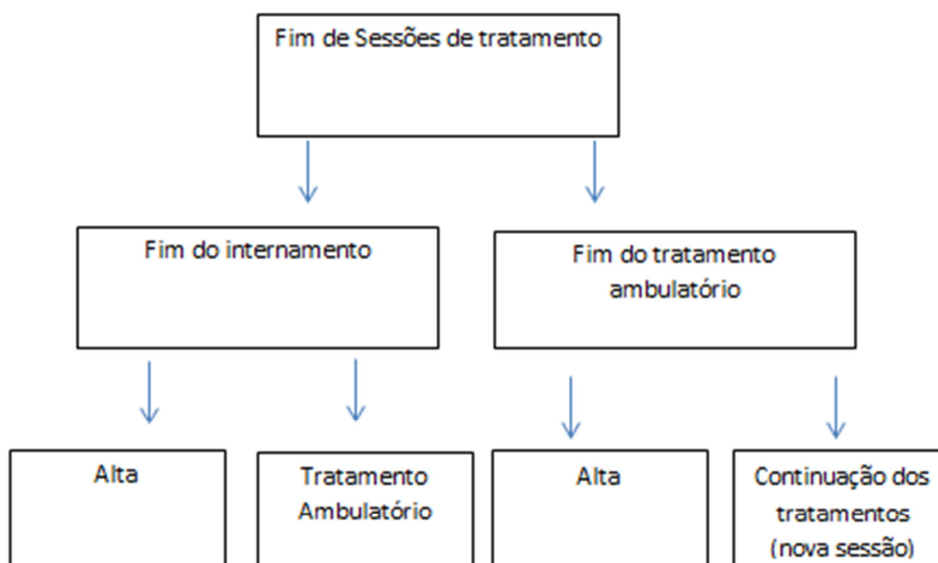 Fim de Sessões de tratamento
Fim do internamento
Fim do tratamento
ambulatório
Alta
Tratamento
Ambulatório
Alta
Continuação dos
tratamentos
(nova sessão)